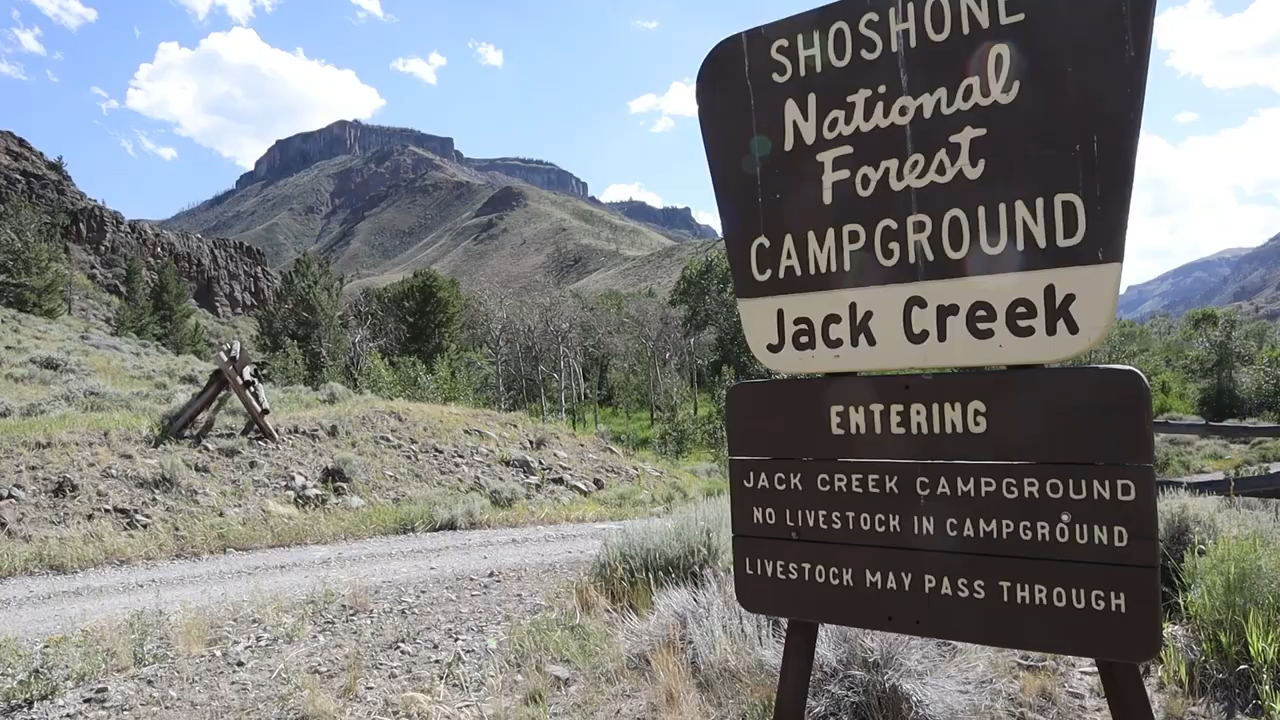 SHOSHONE
National
Forest
CAMPGROUND
Jack Creek
ENTERING
JACK CREEK CAMPGROUND
NO LIVESTOCK IN CAMPGROUND
LIVESTOCK MAY PASS THROUGH